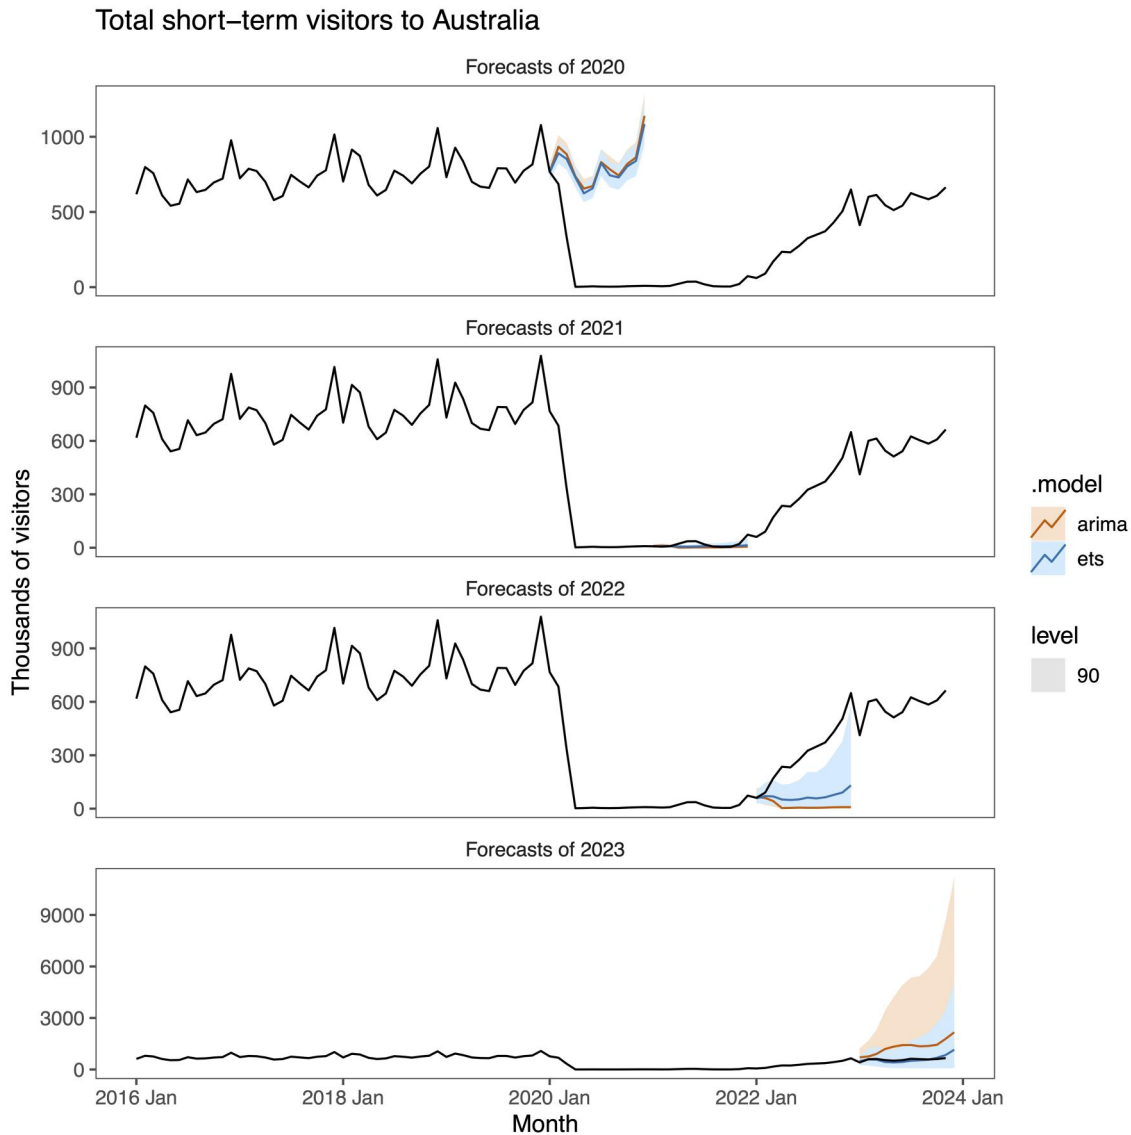 Total short−term visitors to Australia
Forecasts of 2020
1000
500
0
Forecasts of 2021
900
600
300
0
Forecasts of 2022
900
600
300
0
Forecasts of 2023
9000
6000
3000
0
2016 Jan 2018 Jan 2020 Jan 2022 Jan 2024 Jan
Month
Thousands of visitors
.model
arima
ets
level
90